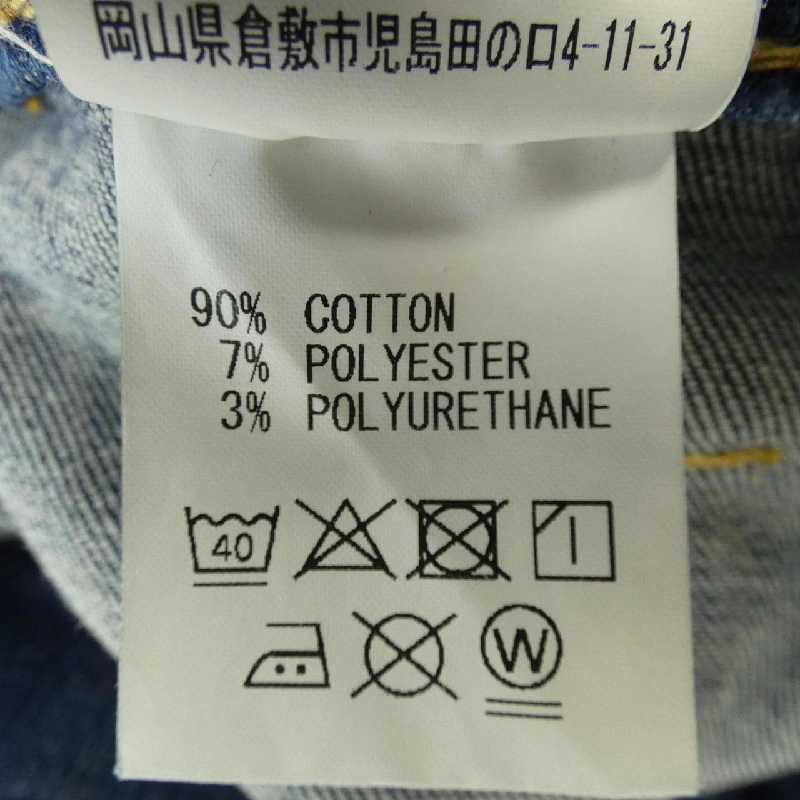 岡山県倉敷市児島田の口4-11-31
90% COTTON
7% POLYESTER
3% POLYURETHANE
40
W